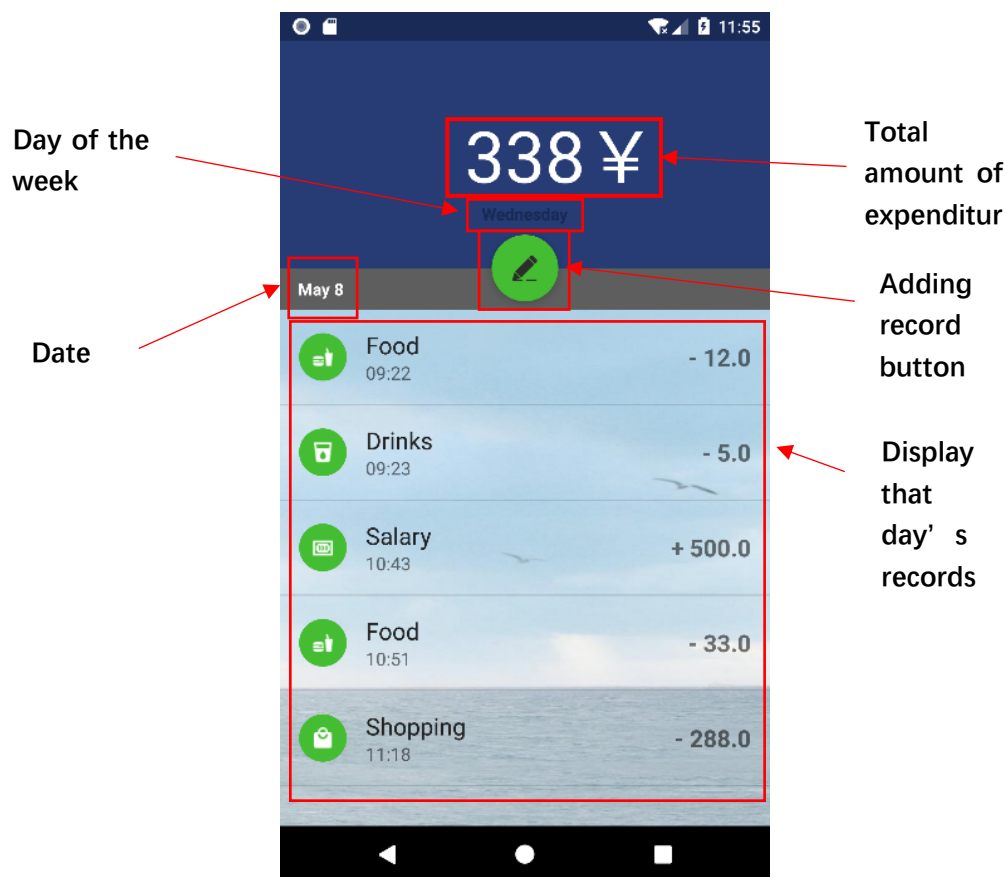 11:55
Day of the
week
338 ¥
Total
amount of
expenditur
Wednesday
Adding
record
button
May 8
Date
Food
09:22
- 12.0
Drinks
09:23
- 5.0
Display
that
day’ s
records
Salary
10:43
+ 500.0
Food
10:51
- 33.0
Shopping
11:18
- 288.0